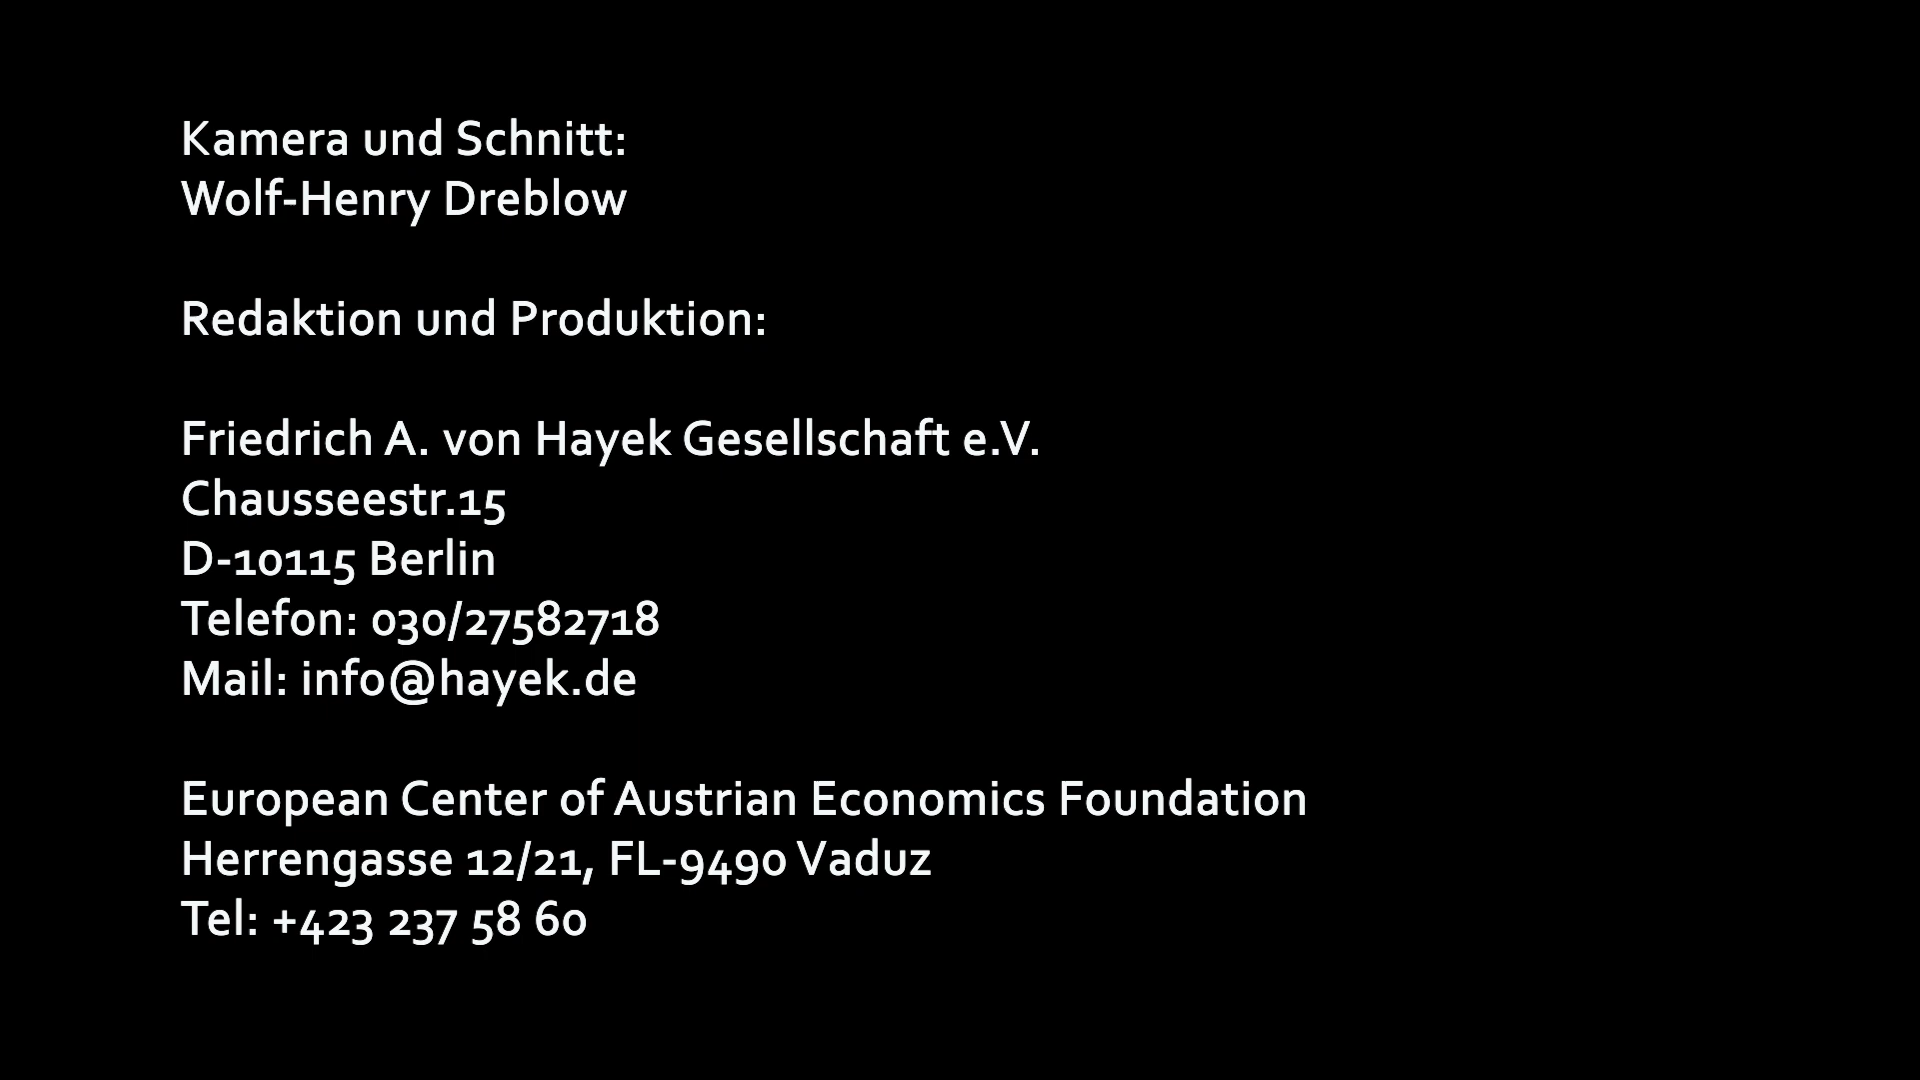 Kamera und Schnitt:
Wolf-Henry Dreblow
Redaktion und Produktion:
Friedrich A. von Hayek Gesellschaft e.V.
Chausseestr.15
D-10115 Berlin
Telefon: 030/27582718
Mail: info@hayek.de
European Center of Austrian Economics Foundation
Herrengasse 12/21, FL-9490 Vaduz
Tel: +423 237 58 60